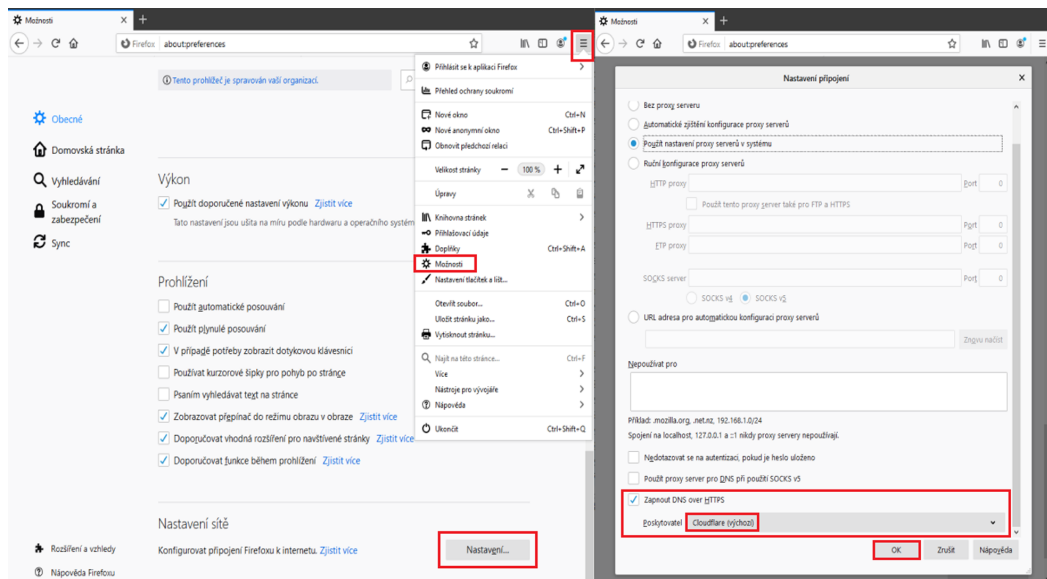 Možnosti
Firefox about:preferences
Tento prohlížeč je spravován vaší organizací.
Obecné
Domovská stránka
Vyhledávání
Soukromí a
zabezpečení
Sync
Výkon
Použít doporučené nastavení výkonu Zjistit více
Tato nastavení jsou ušita na míru podle hardwaru a operačního systém
Prohlížení
Použít automatické posouvání
Použít plynulé posouvání
V případě potřeby zobrazit dotykovou klávesnici
Používat kurzorové šipky pro pohyb po stránce
Psaním vyhledávat text na stránce
Zobrazovat přepínač do režimu obrazu v obraze Zjistit více
Doporučovat vhodná rozšíření pro navštívené stránky Zjistit více
Doporučovat funkce během prohlížení Zjistit více
Nastavení sítě
Konfigurovat připojení Firefoxu k internetu. Zjistit více
Nastavení...
Rozšíření a vzhledy
Nápověda Firefoxu
Přihlásit se k aplikaci Firefox
Přehled ochrany soukromí
Nové okno Ctrl+N
Nové anonymní okno Ctrl+Shift+P
Obnovit předchozí relaci
Velikost stránky 100 %
Úpravy
Knihovna stránek
Přihlašovací údaje
Doplňky Ctrl+Shift+A
Možnosti
Nastavení tlačítek a lišt...
Otevřít soubor... Ctrl+O
Uložit stránku jako... Ctrl+S
Vytisknout stránku...
Najít na této stránce... Ctrl+F
Více
Nástroje pro vývojáře
Nápověda
Ukončit Ctrl+Shift+Q
Možnosti
Firefox about:preferences
Nastavení připojení
Bez proxy serveru
Automatické zjištění konfigurace proxy serverů
Použít nastavení proxy serverů v systému
Ruční konfigurace proxy serverů
HTTP proxy Port 0
Použít tento proxy server také pro FTP a HTTPS
HTTPS proxy Port 0
FTP proxy Port 0
SOCKS server Port 0
SOCKS v4 SOCKS v5
URL adresa pro automatickou konfiguraci proxy serverů
Znovu načíst
Nepoužívat pro
Příklad: .mozilla.org, .net.nz, 192.168.1.0/24
Spojení na localhost, 127.0.0.1 a ::1 nikdy proxy servery nepoužívají.
Nedotazovat se na autentizaci, pokud je heslo uloženo
Použít proxy server pro DNS při použití SOCKS v5
Zapnout DNS over HTTPS
Poskytovatel Cloudflare (výchozí)
OK Zrušit Nápověda